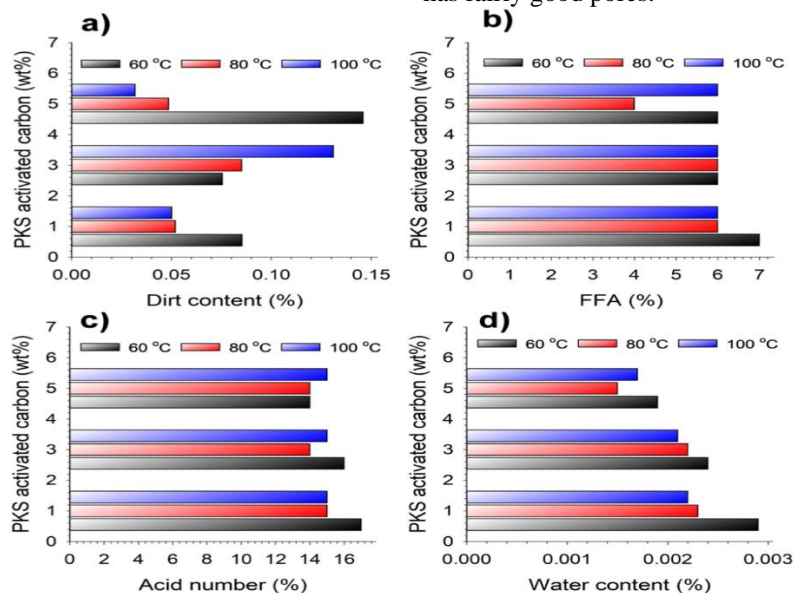 has fairly good pores.
a)
60 °C 80 °C 100 °C
PKS activated carbon (wt%)
7
6
5
4
3
2
1
0
0.00 0.05 0.10 0.15
Dirt content (%)
b)
60 °C 80 °C 100 °C
PKS activated carbon (wt%)
7
6
5
4
3
2
1
0
0 1 2 3 4 5 6 7
FFA (%)
c)
60 °C 80 °C 100 °C
PKS activated carbon (wt%)
7
6
5
4
3
2
1
0
0 2 4 6 8 10 12 14 16
Acid number (%)
d)
60 °C 80 °C 100 °C
PKS activated carbon (wt%)
7
6
5
4
3
2
1
0
0.000 0.001 0.002 0.003
Water content (%)